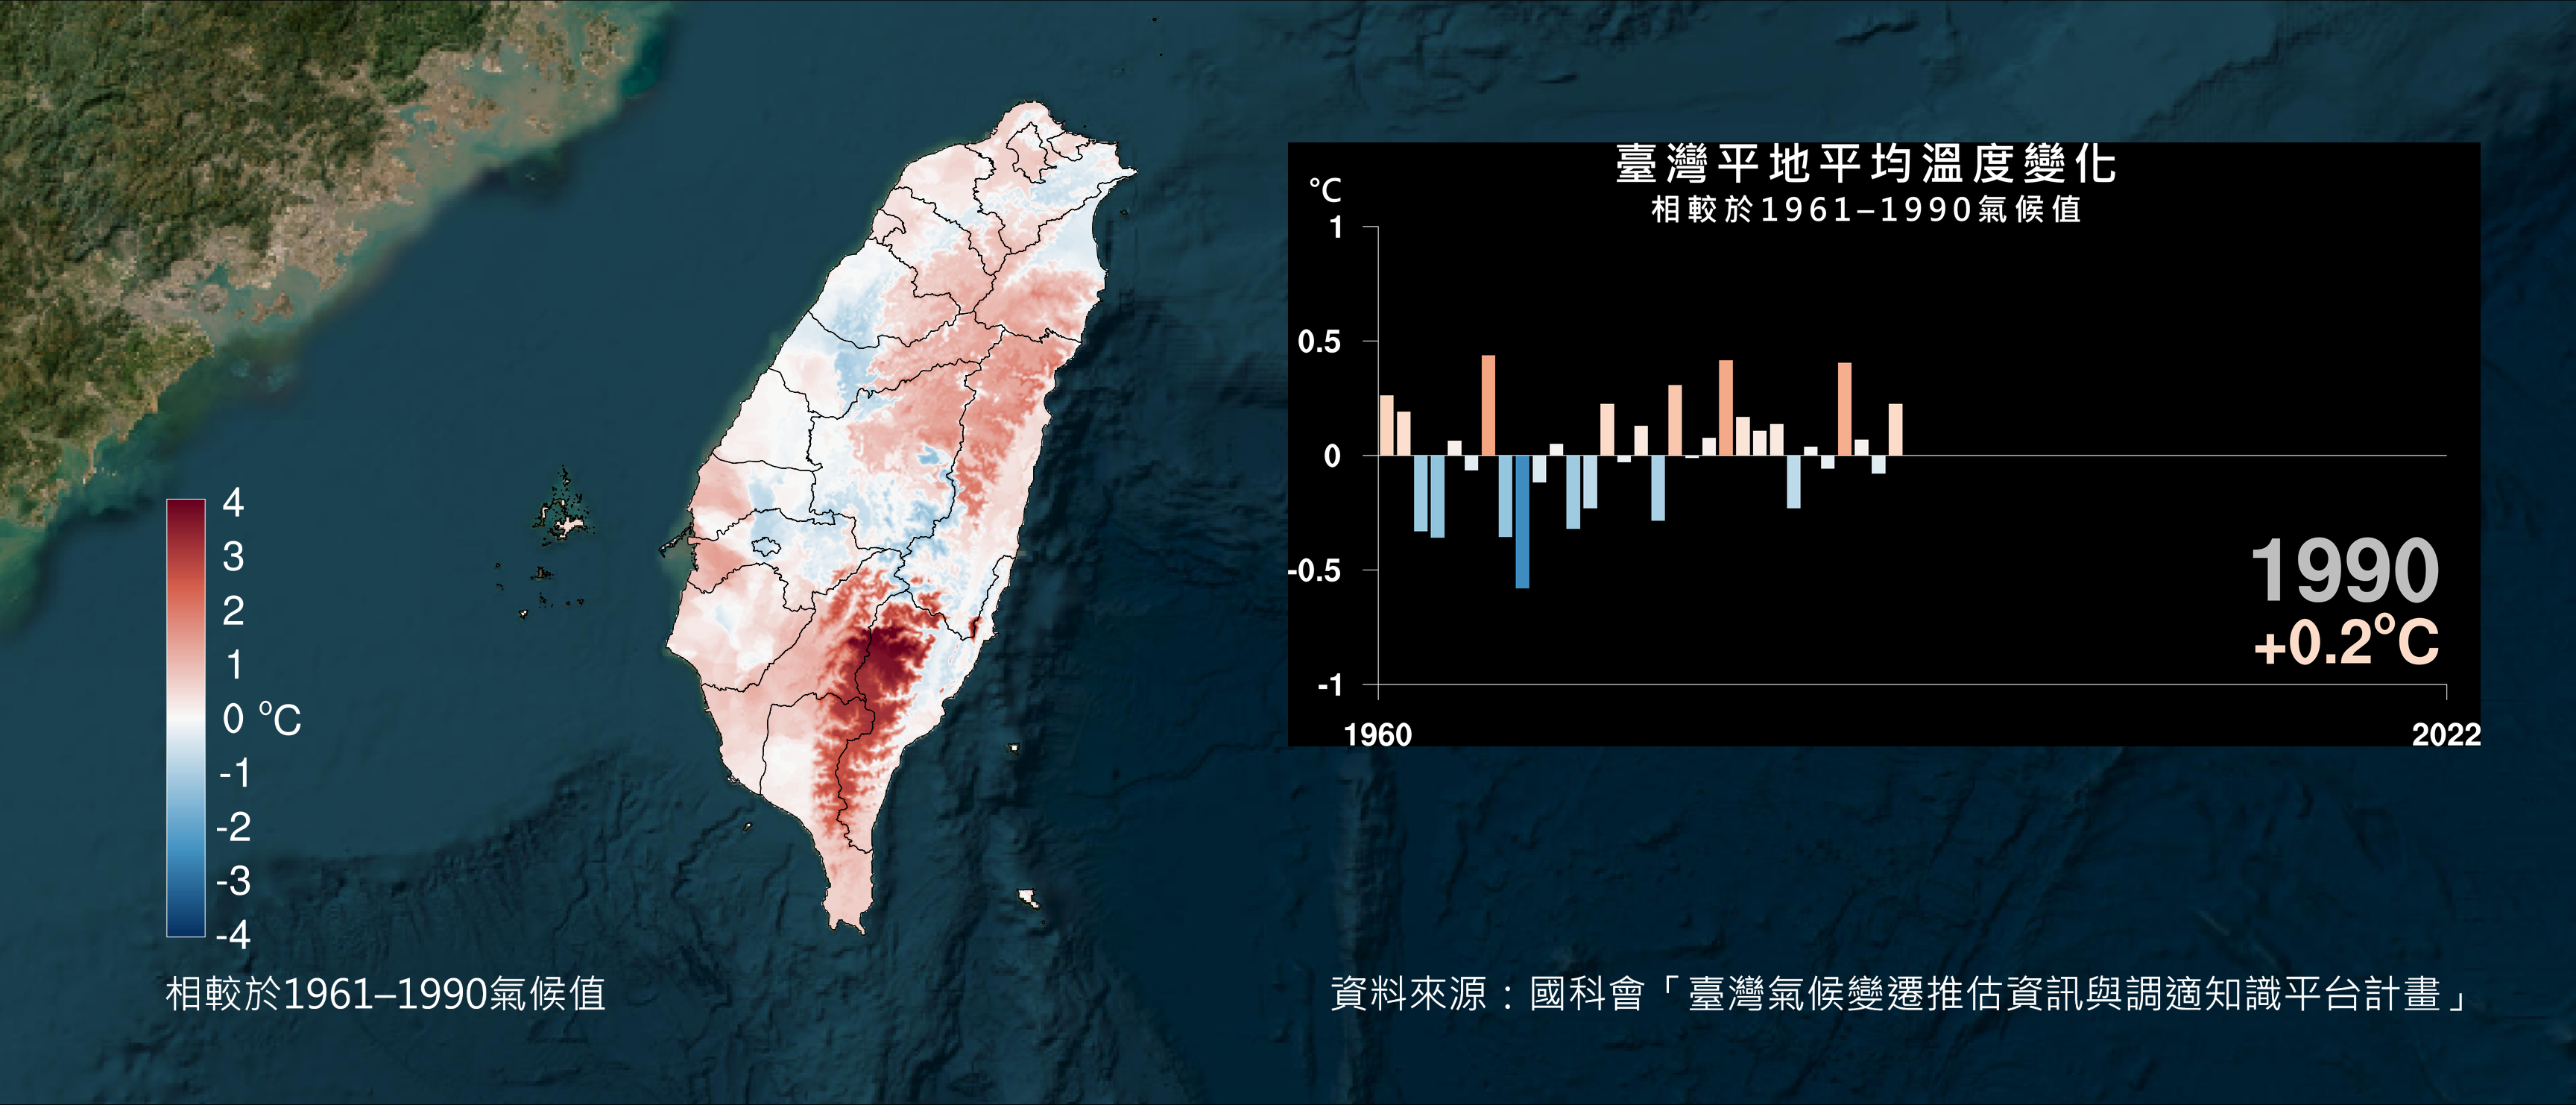 臺灣平地平均溫度變化
相較於1961–1990氣候值
°C
1
0.5
0
-0.5
-1
1960
2022
1990
+0.2°C
4
3
2
1
0 °C
-1
-2
-3
-4
相較於1961–1990氣候值
資料來源：國科會「臺灣氣候變遷推估資訊與調適知識平台計畫」